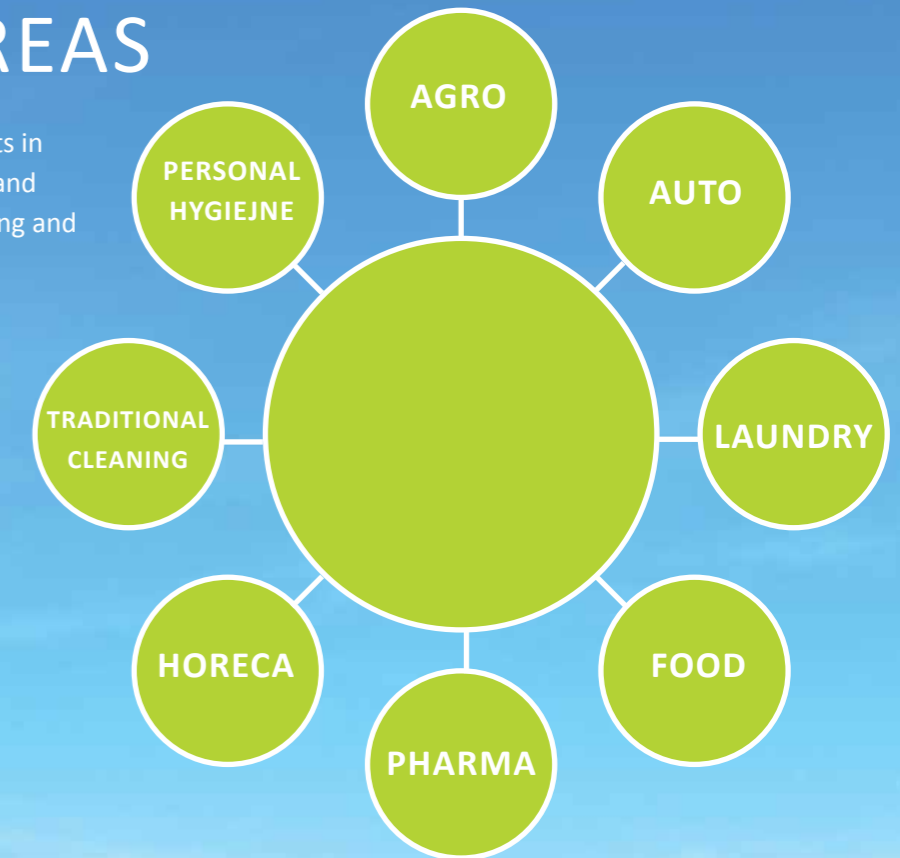 REAS
ts in
and
ng and
AGRO
AUTO
LAUNDRY
FOOD
PHARMA
HORECA
TRADITIONAL
CLEANING
PERSONAL
HYGIEJNE